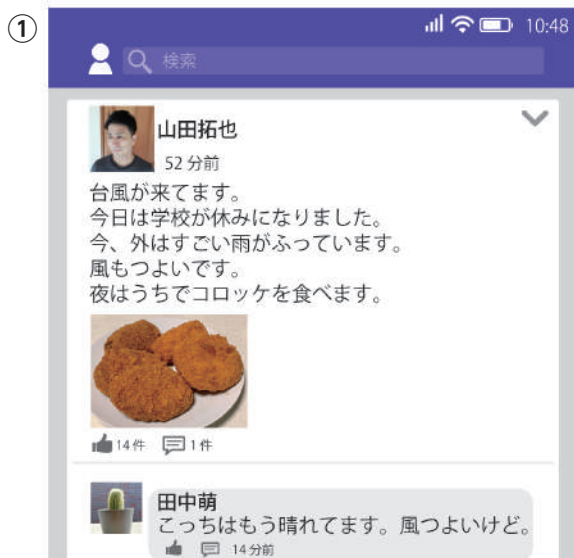 ①
10:48
検索
山田拓也
52 分前
台風が来てます。
今日は学校が休みになりました。
今、外はすごい雨がふっています。
風もつよいです。
夜はうちでコロッケを食べます。
14件 1件
田中萌
こっちはもう晴れてます。風つよいけど。
14分前